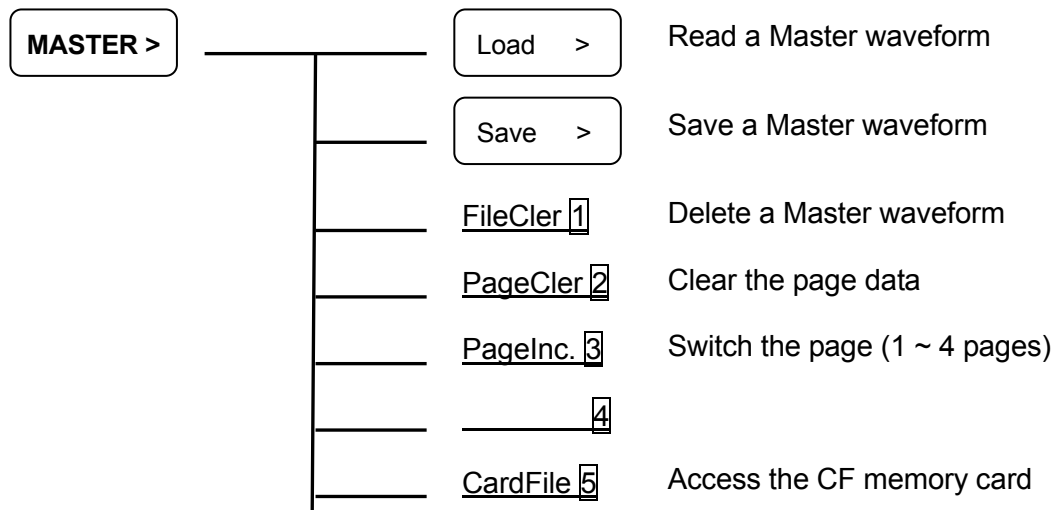 MASTER >
Load > Read a Master waveform
Save > Save a Master waveform
FileCler 1 Delete a Master waveform
PageCler 2 Clear the page data
PageInc. 3 Switch the page (1 ~ 4 pages)
4
CardFile 5 Access the CF memory card